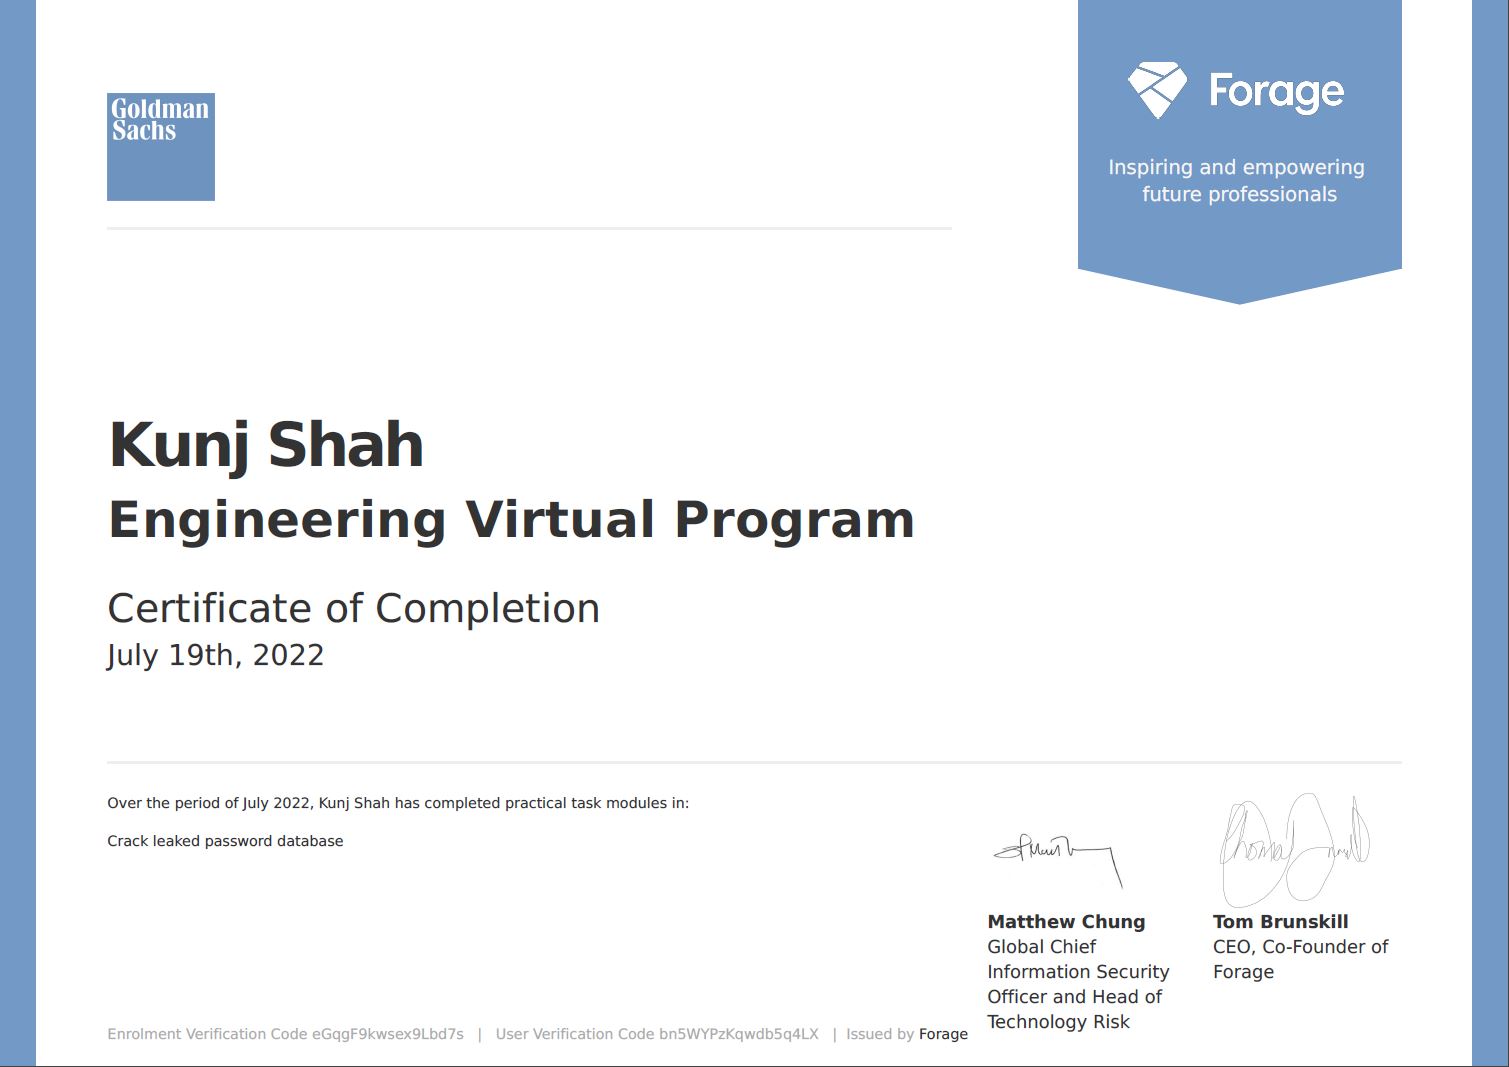 Goldman
Sachs
Forage
Inspiring and empowering
future professionals
Kunj Shah
Engineering Virtual Program
Certificate of Completion
July 19th, 2022
Over the period of July 2022, Kunj Shah has completed practical task modules in:
Crack leaked password database
Matthew Chung
Global Chief
Information Security
Officer and Head of
Technology Risk
Tom Brunskill
CEO, Co-Founder of
Forage
Enrolment Verification Code eGqgF9kwsex9Lbd7s | User Verification Code bn5WYPzKqwdb5q4LX | Issued by Forage